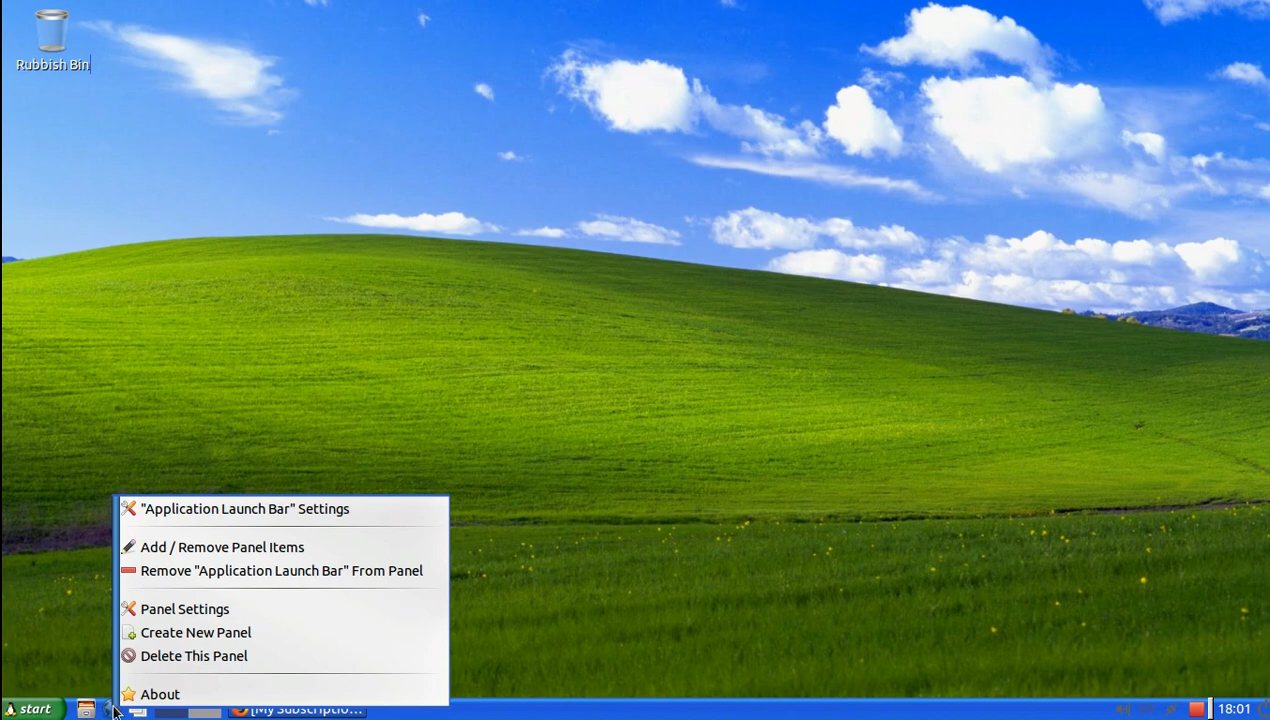 Rubbish Bin
"Application Launch Bar" Settings
Add / Remove Panel Items
Remove "Application Launch Bar" From Panel
Panel Settings
Create New Panel
Delete This Panel
About
start
[My Subscriptio...
18:01